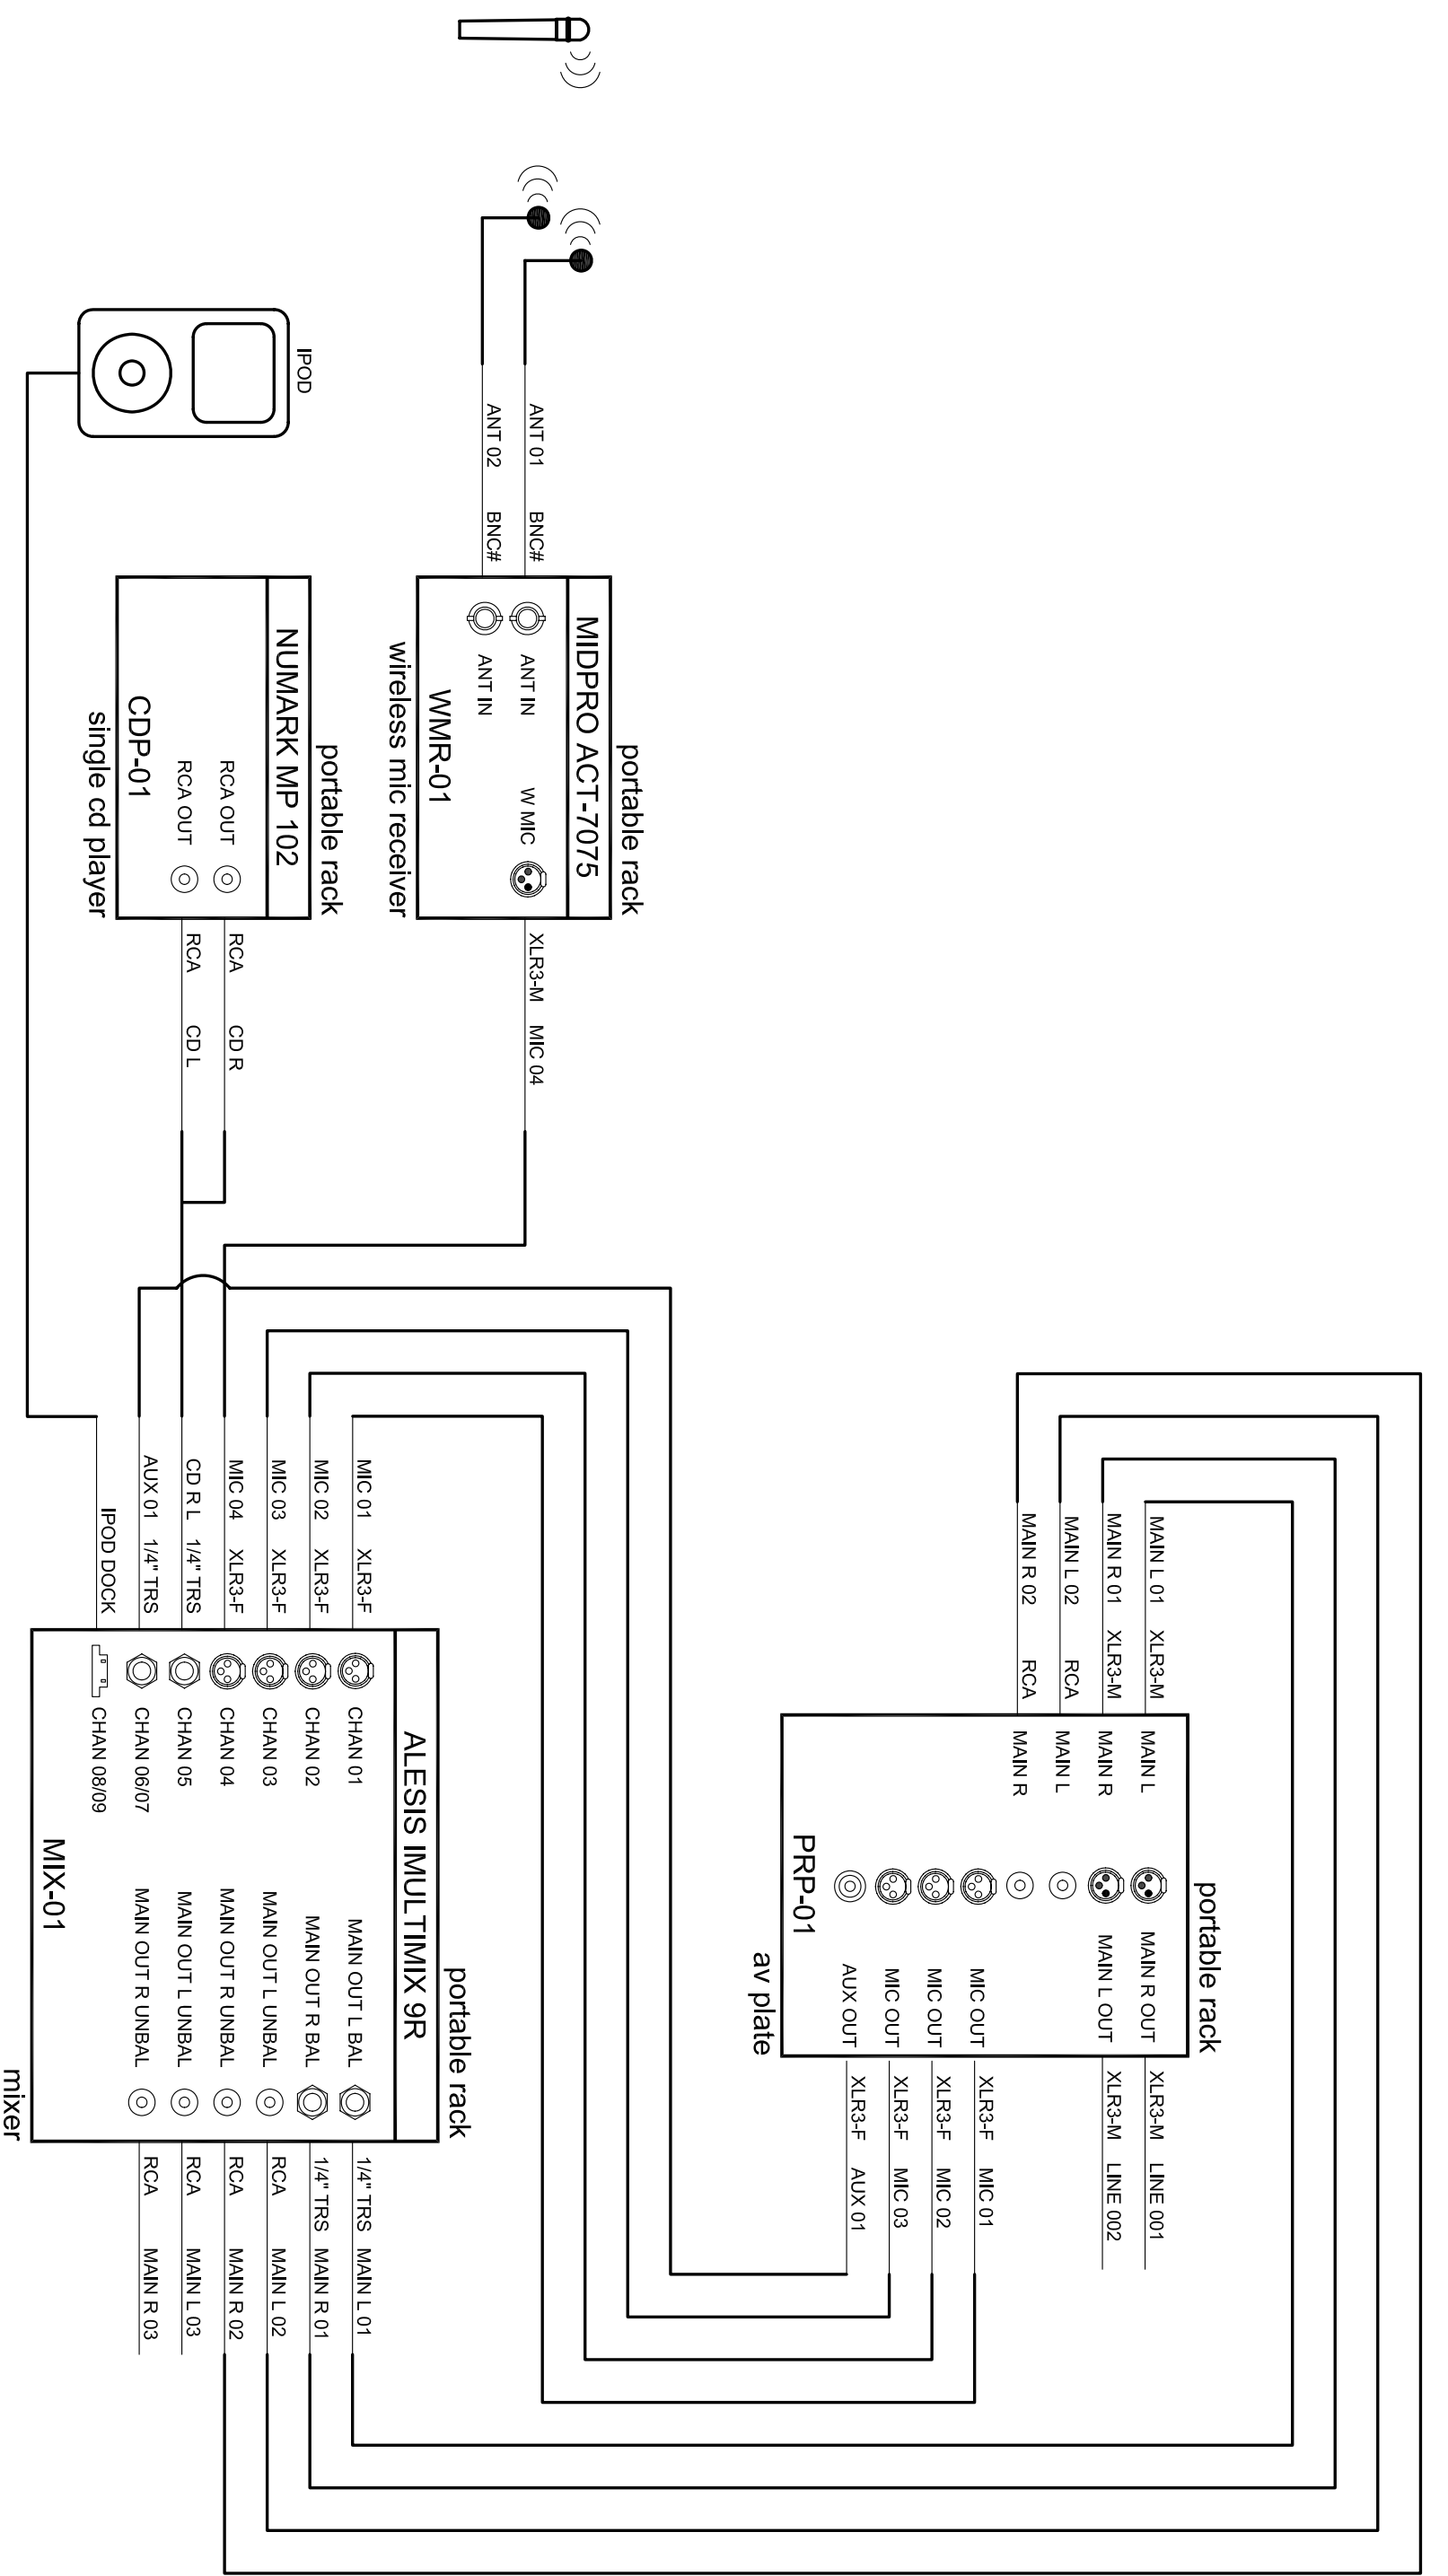 portable rack
MAIN L 01 XLR3-M
MAIN L
MAIN R OUT
XLR3-M LINE 001
MAIN R 01 XLR3-M
MAIN R
MAIN L OUT
XLR3-M LINE 002
MAIN L 02 RCA
MAIN L
MAIN R 02 RCA
MAIN R
MIC OUT
XLR3-F MIC 01
MIC OUT
XLR3-F MIC 02
MIC OUT
XLR3-F MIC 03
AUX OUT
XLR3-F AUX 01
PRP-01
av plate
portable rack
MIDPRO ACT-7075
ANT 01 BNC#
ANT IN
W MIC
XLR3-M MIC 04
ANT 02 BNC#
ANT IN
WMR-01
wireless mic receiver
IPOD
portable rack
NUMARK MP 102
RCA OUT
RCA CD R
RCA OUT
RCA CD L
CDP-01
single cd player
portable rack
ALESIS IMULTIMIX 9R
MIC 01 XLR3-F
CHAN 01
MAIN OUT L BAL
1/4" TRS MAIN L 01
MIC 02 XLR3-F
CHAN 02
MAIN OUT R BAL
1/4" TRS MAIN R 01
MIC 03 XLR3-F
CHAN 03
MAIN OUT L UNBAL
RCA MAIN L 02
MIC 04 XLR3-F
CHAN 04
MAIN OUT R UNBAL
RCA MAIN R 02
CD R L 1/4" TRS
CHAN 05
MAIN OUT L UNBAL
RCA MAIN L 03
AUX 01 1/4" TRS
CHAN 06/07
MAIN OUT R UNBAL
RCA MAIN R 03
IPOD DOCK
CHAN 08/09
MIX-01
mixer